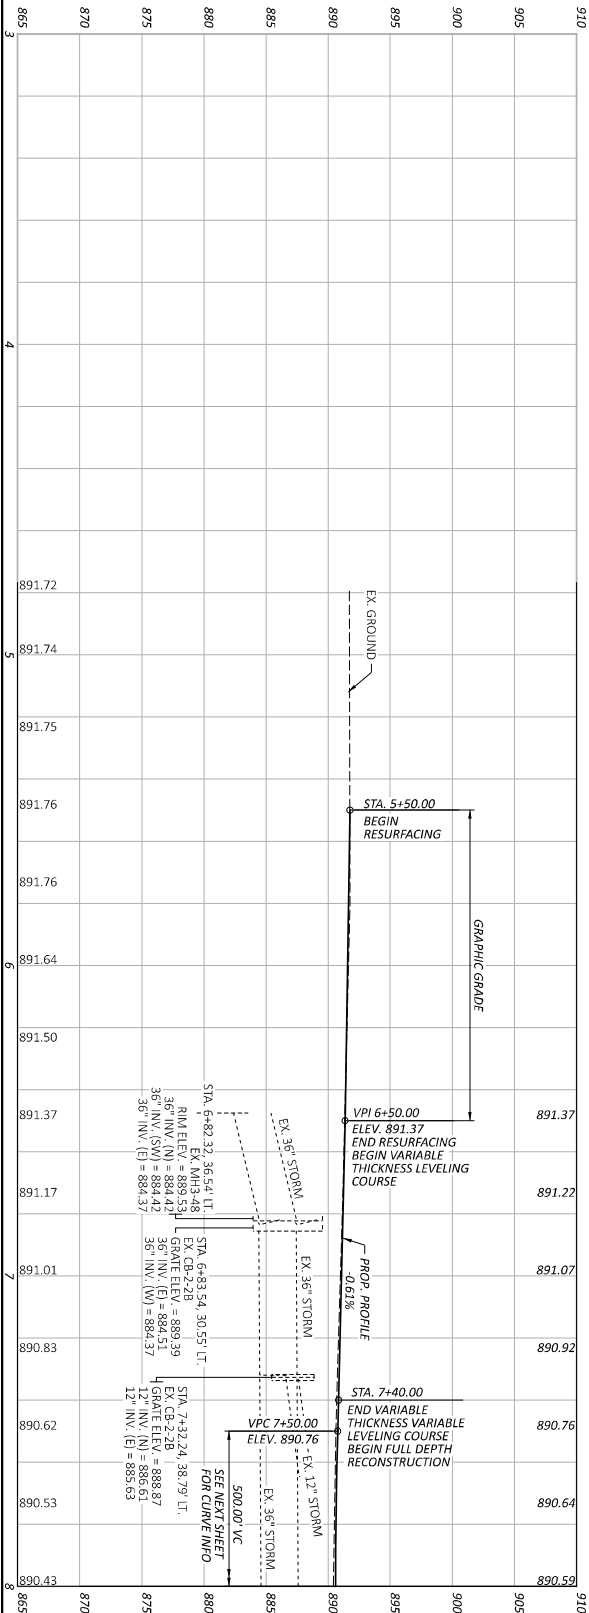 865
870
875
880
885
890
895
900
905
910
3
4
891.72
EX. GROUND
5
891.74
891.75
891.76
STA. 5+50.00
BEGIN
RESURFACING
891.76
GRAPHIC GRADE
6
891.64
891.50
891.37
VPI 6+50.00
ELEV. 891.37
END RESURFACING
BEGIN VARIABLE
THICKNESS LEVELING
COURSE
891.37
EX. 36" STORM
STA. 6+82.32, 36.54' LT.
EX. MH3-48
RIM ELEV. = 889.53
36" INV. (N) = 884.42
36" INV. (SW) = 884.42
36" INV. (E) = 884.37
891.17
891.22
STA. 6+83.54, 30.55' LT.
EX. CB-2-2B
GRATE ELEV. = 889.39
36" INV. (E) = 884.51
36" INV. (W) = 884.37
EX. 36" STORM
PROP. PROFILE
-0.61%
7
891.01
891.07
890.83
890.92
STA. 7+32.24, 38.79' LT.
EX. CB-2-2B
GRATE ELEV. = 888.87
12" INV. (N) = 886.61
12" INV. (E) = 885.63
STA. 7+40.00
END VARIABLE
THICKNESS VARIABLE
LEVELING COURSE
BEGIN FULL DEPTH
RECONSTRUCTION
890.62
VPC 7+50.00
ELEV. 890.76
890.76
EX. 12" STORM
EX. 36" STORM
500.00' VC
SEE NEXT SHEET
FOR CURVE INFO
890.53
890.64
8
890.43
890.59
865
870
875
880
885
890
895
900
905
910